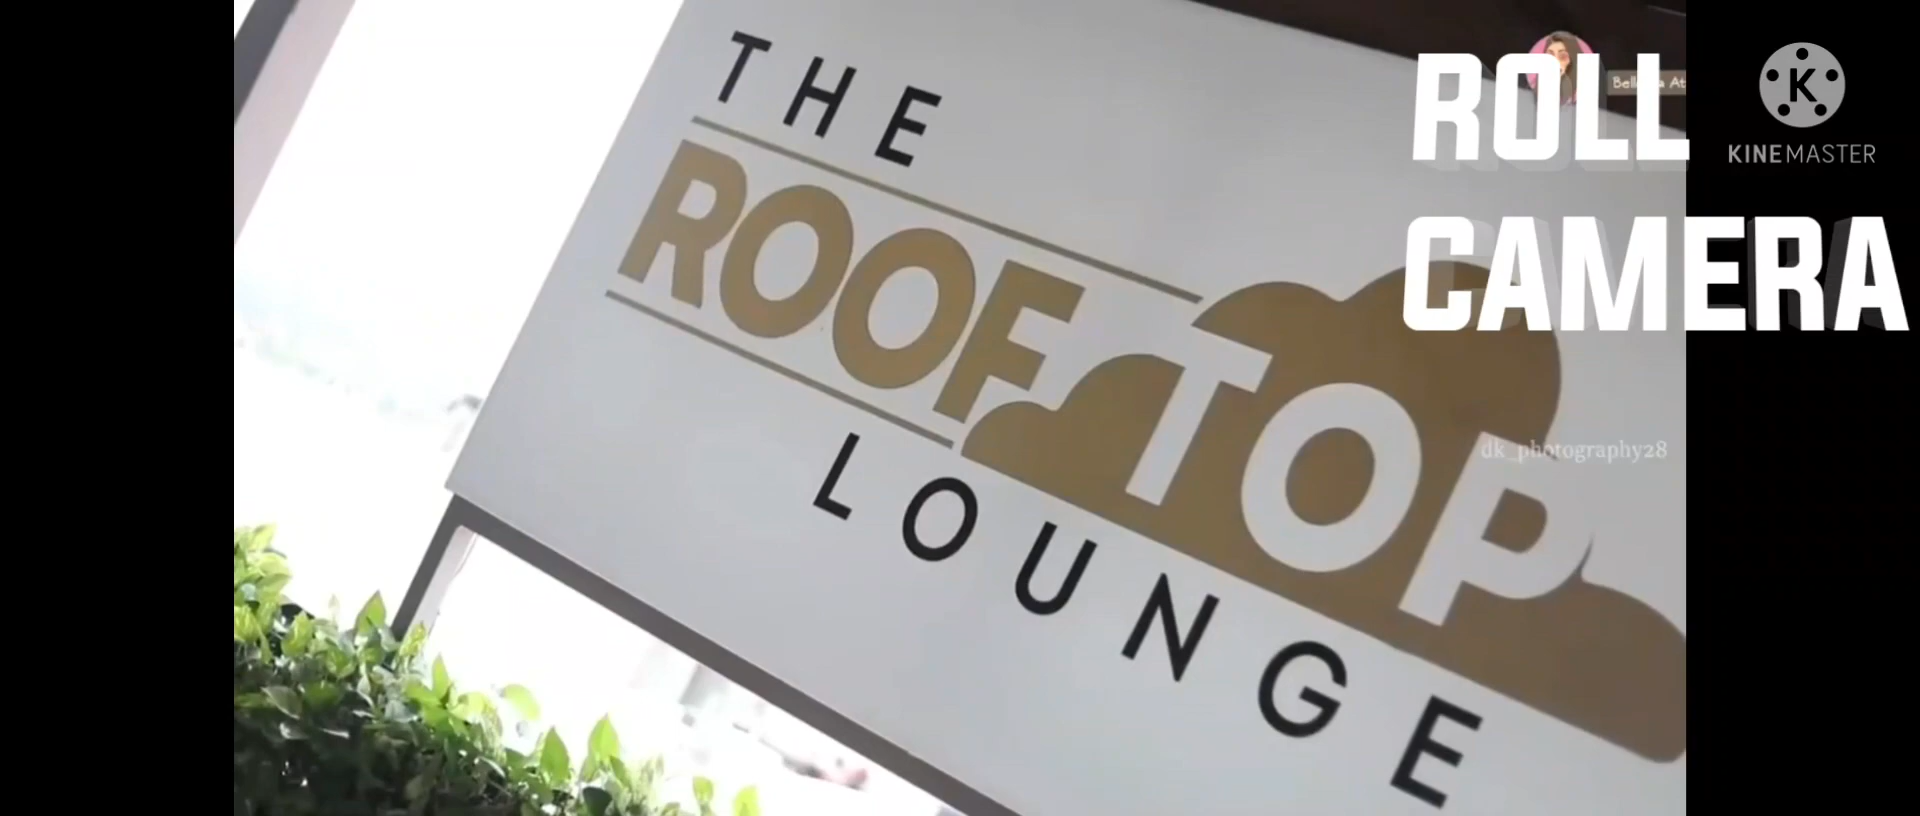 THE
ROOFTOP
LOUNGE
ROLL
CAMERA
KINEMASTER
dk_photography28